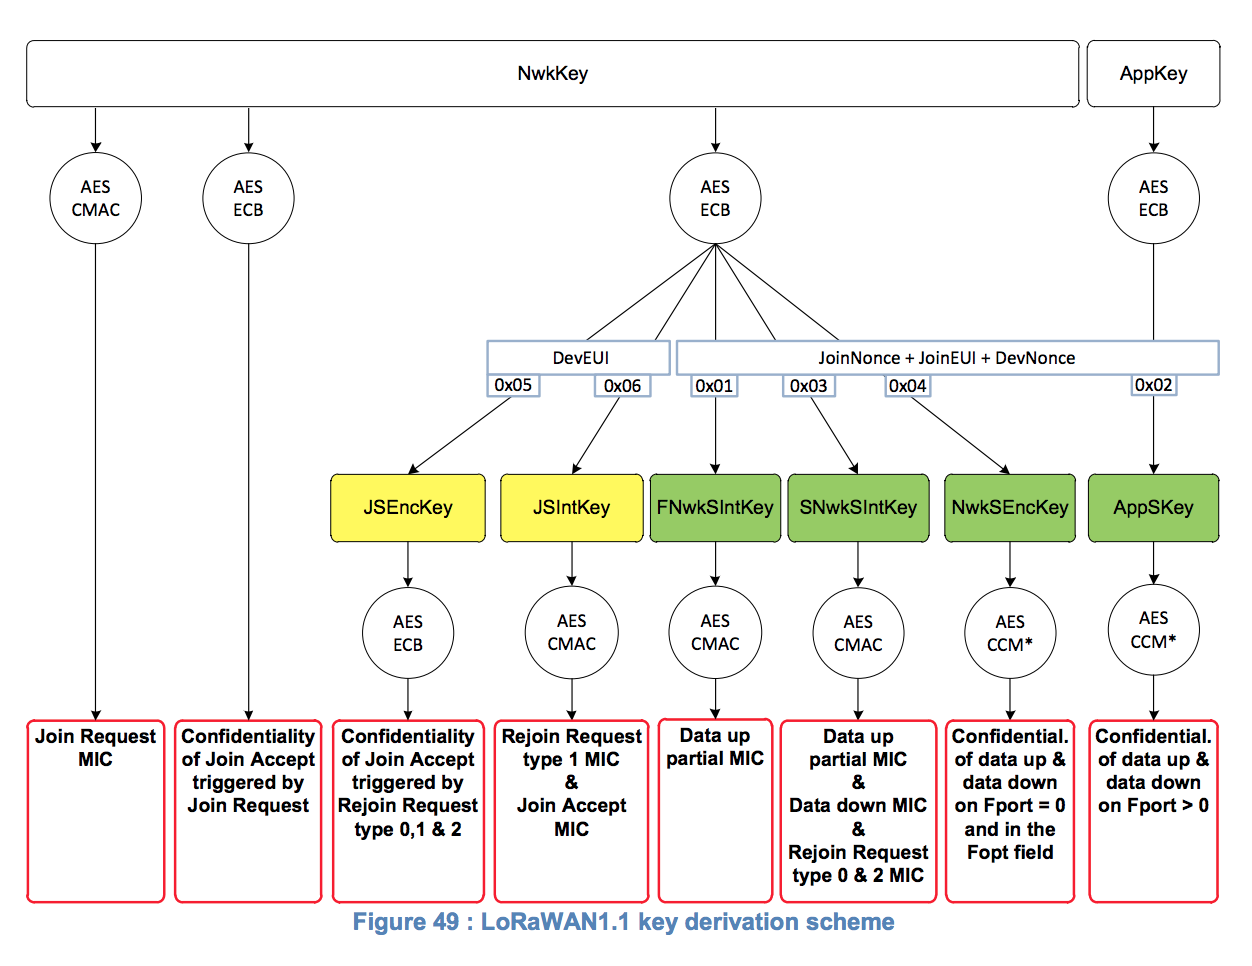 NwkKey
AppKey
AES
CMAC
AES
ECB
AES
ECB
AES
ECB
DevEUI
JoinNonce + JoinEUI + DevNonce
0x05
0x06
0x01
0x03
0x04
0x02
JSEncKey
JSIntKey
FNwkSIntKey
SNwkSIntKey
NwkSEncKey
AppSKey
AES
ECB
AES
CMAC
AES
CMAC
AES
CMAC
AES
CCM*
AES
CCM*
Join Request
MIC
Confidentiality
of Join Accept
triggered by
Join Request
Confidentiality
of Join Accept
triggered by
Rejoin Request
type 0,1 & 2
Rejoin Request
type 1 MIC
&
Join Accept
MIC
Data up
partial MIC
Data up
partial MIC
&
Data down MIC
&
Rejoin Request
type 0 & 2 MIC
Confidential.
of data up &
data down
on Fport = 0
and in the
Fopt field
Confidential.
of data up &
data down
on Fport > 0
Figure 49 : LoRaWAN1.1 key derivation scheme